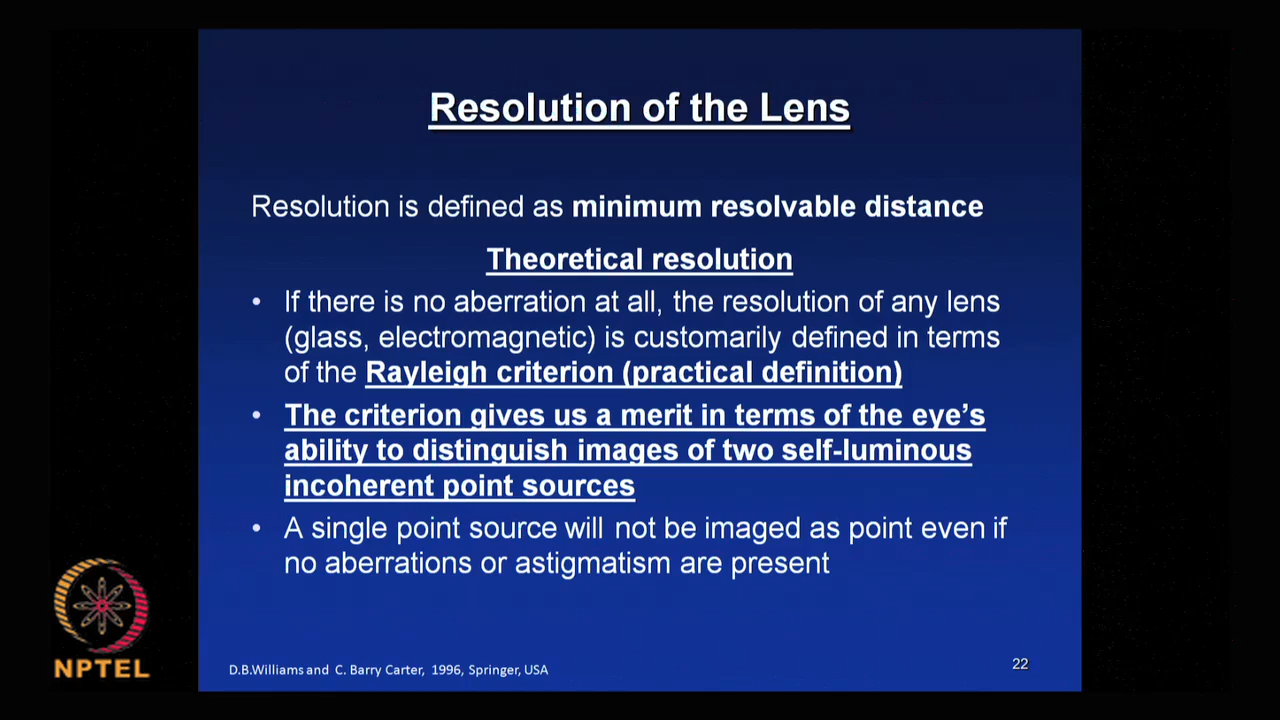 Resolution of the Lens
Resolution is defined as minimum resolvable distance
Theoretical resolution
• If there is no aberration at all, the resolution of any lens
(glass, electromagnetic) is customarily defined in terms
of the Rayleigh criterion (practical definition)
• The criterion gives us a merit in terms of the eye's
ability to distinguish images of two self-luminous
incoherent point sources
• A single point source will not be imaged as point even if
no aberrations or astigmatism are present
NPTEL
D.B.Williams and C. Barry Carter, 1996, Springer, USA
22